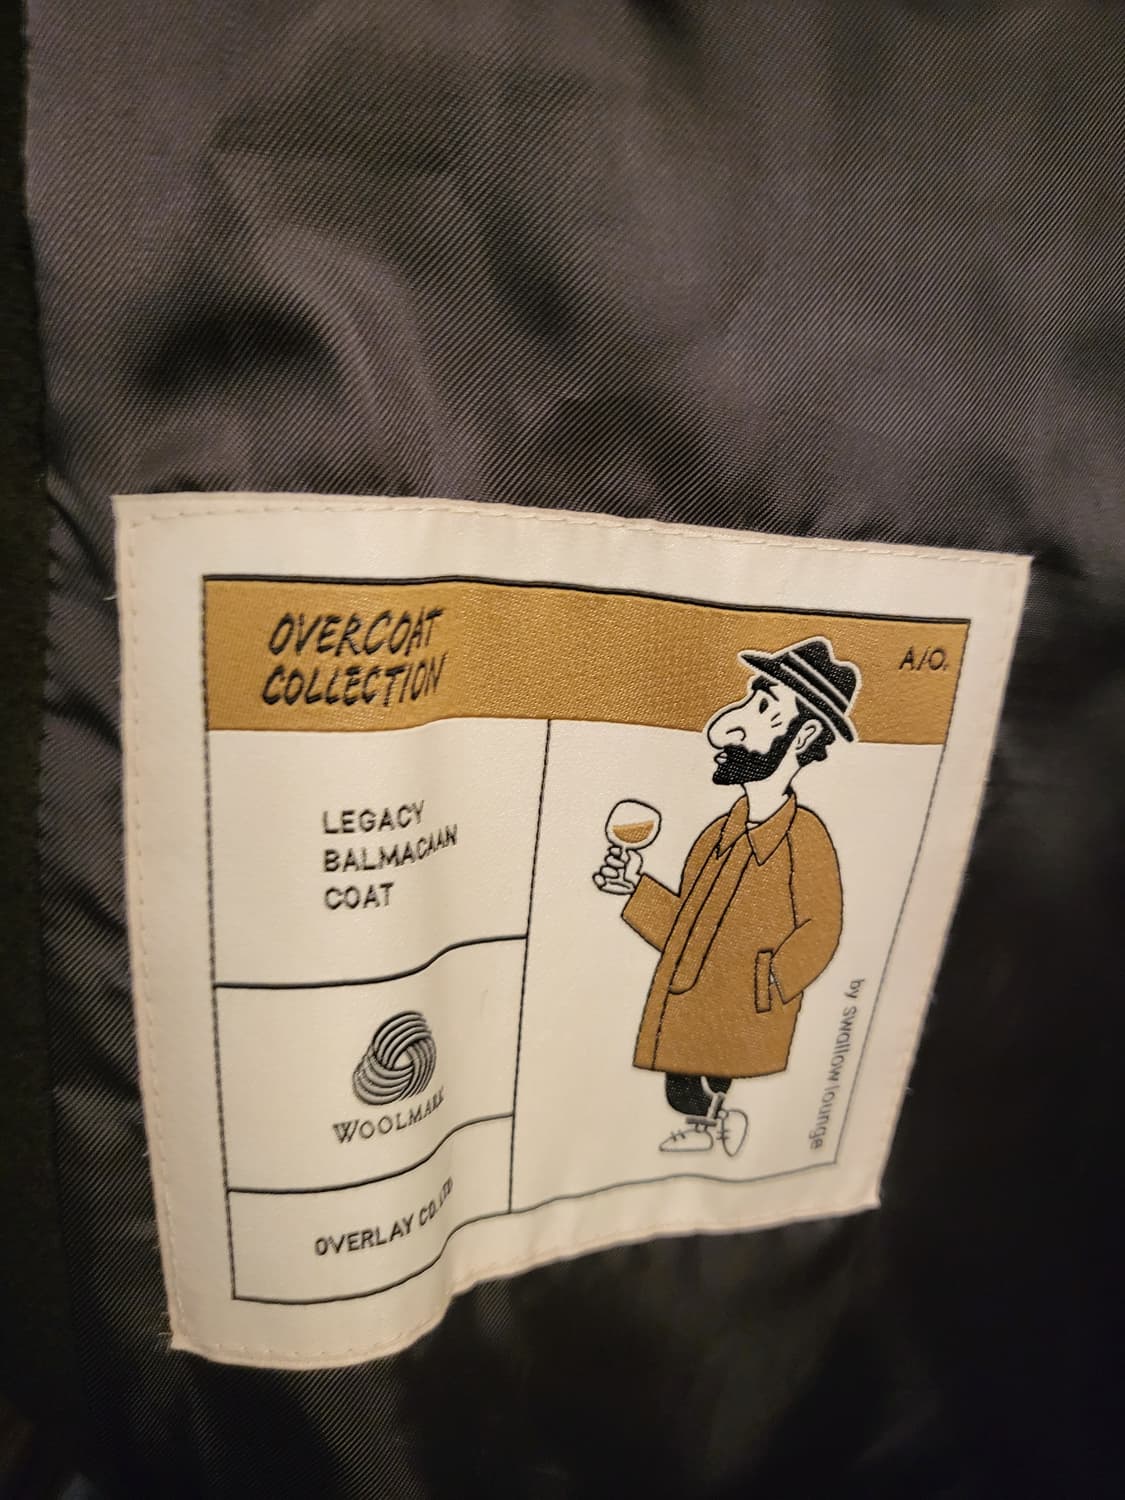 OVERCOAT
COLLECTION
A/O.
LEGACY
BALMACAAN
COAT
WOOLMARK
OVERLAY CO.LTD
by swallow lounge